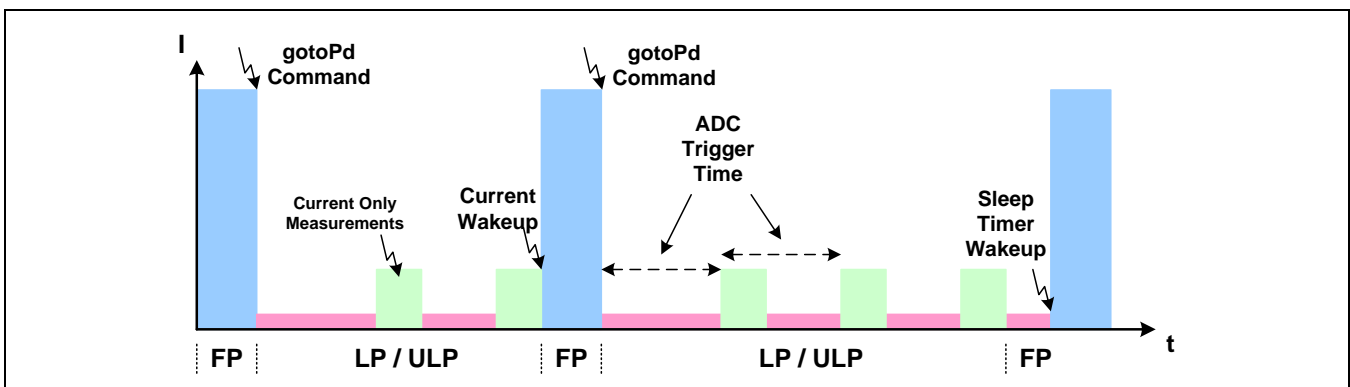 I
gotoPd
Command
gotoPd
Command
ADC
Trigger
Time
Current Only
Measurements
Current
Wakeup
Sleep
Timer
Wakeup
t
FP
LP / ULP
FP
LP / ULP
FP